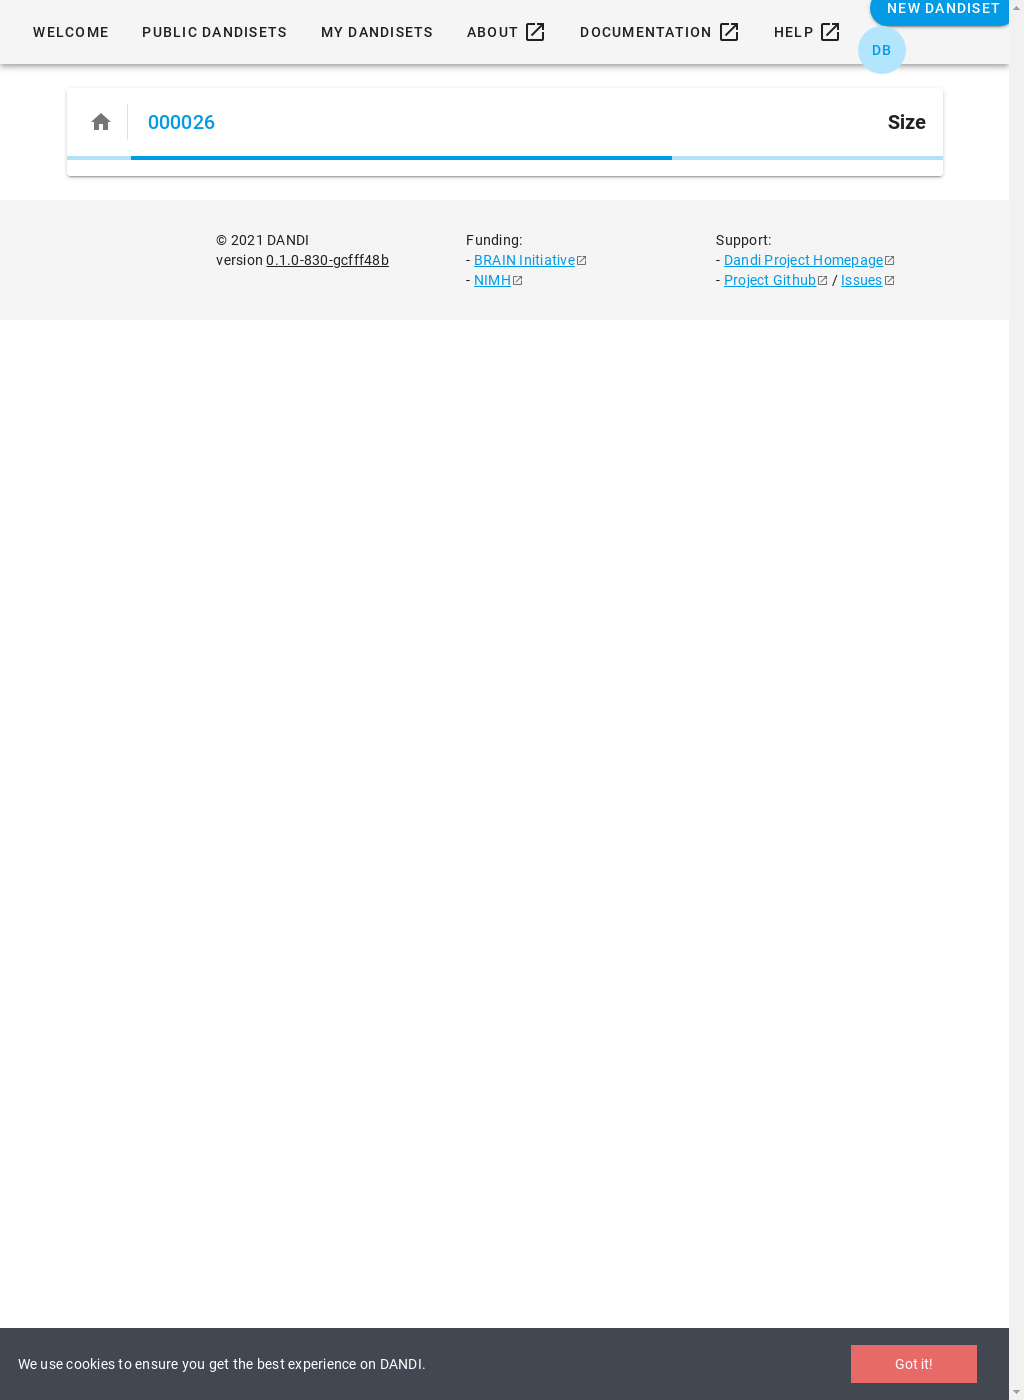 NEW DANDISET
WELCOME PUBLIC DANDISETS MY DANDISETS ABOUT DOCUMENTATION HELP
DB
000026 Size
© 2021 DANDI
version 0.1.0-830-gcfff48b
Funding:
- BRAIN Initiative
- NIMH
Support:
- Dandi Project Homepage
- Project Github / Issues
We use cookies to ensure you get the best experience on DANDI. Got it!